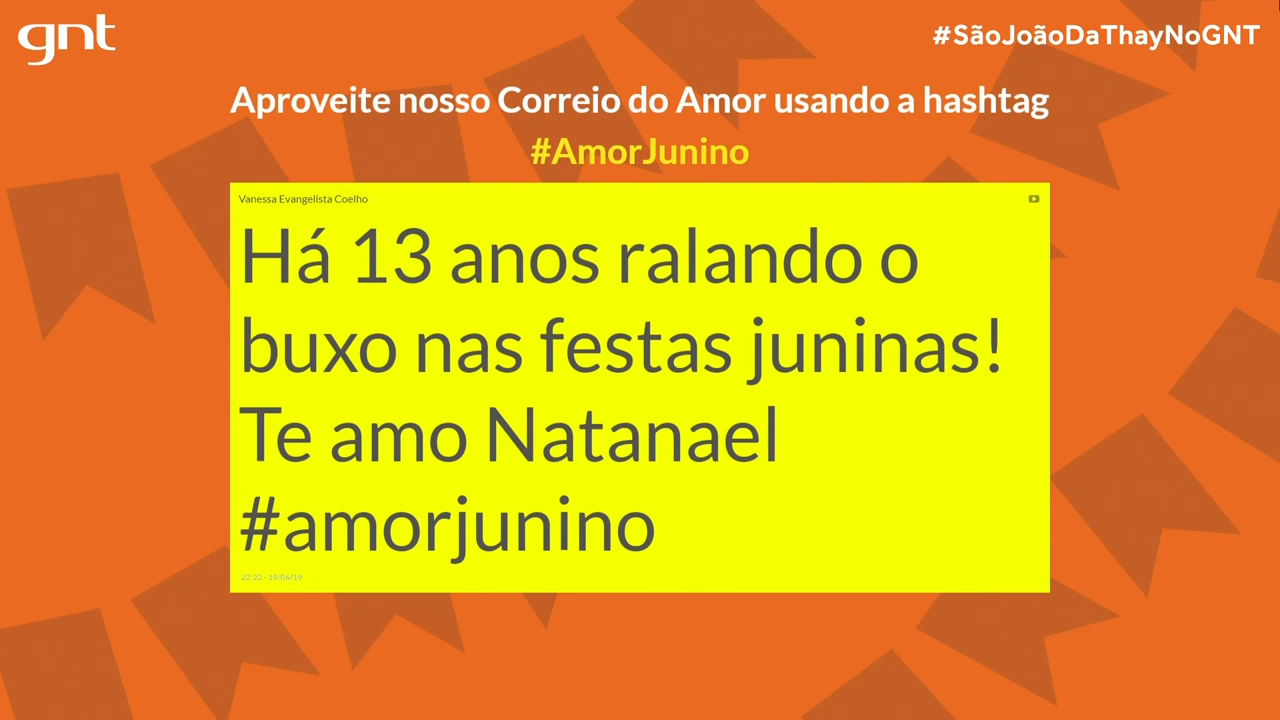 gnt
#SãoJoãoDaThayNoGNT
Aproveite nosso Correio do Amor usando a hashtag
#AmorJunino
Vanessa Evangelista Coelho
Há 13 anos ralando o
buxo nas festas juninas!
Te amo Natanael
#amorjunino
22:22 - 19/06/19